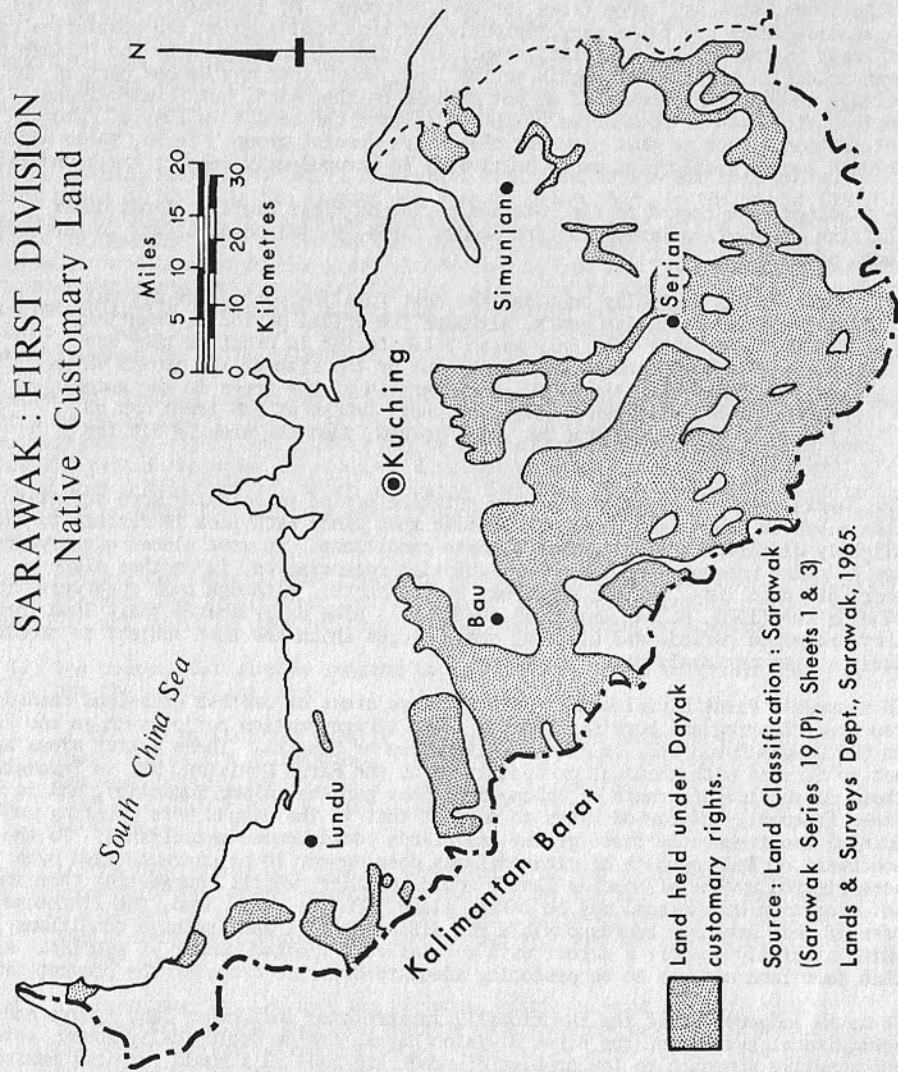 SARAWAK : FIRST DIVISION
Native Customary Land
N
Miles
0 5 10 15 20
0 10 20 30
Kilometres
South China Sea
Lundu
Kuching
Bau
Simunjan
Serian
Kalimantan Barat
Land held under Dayak
customary rights.
Source : Land Classification : Sarawak
(Sarawak Series 19 (P), Sheets 1 & 3)
Lands & Surveys Dept., Sarawak, 1965.